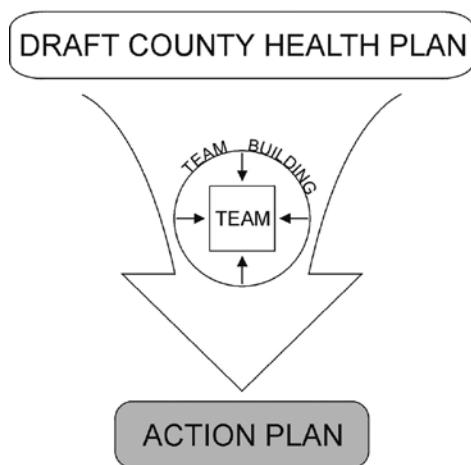 DRAFT COUNTY HEALTH PLAN
TEAM BUILDING
TEAM
ACTION PLAN